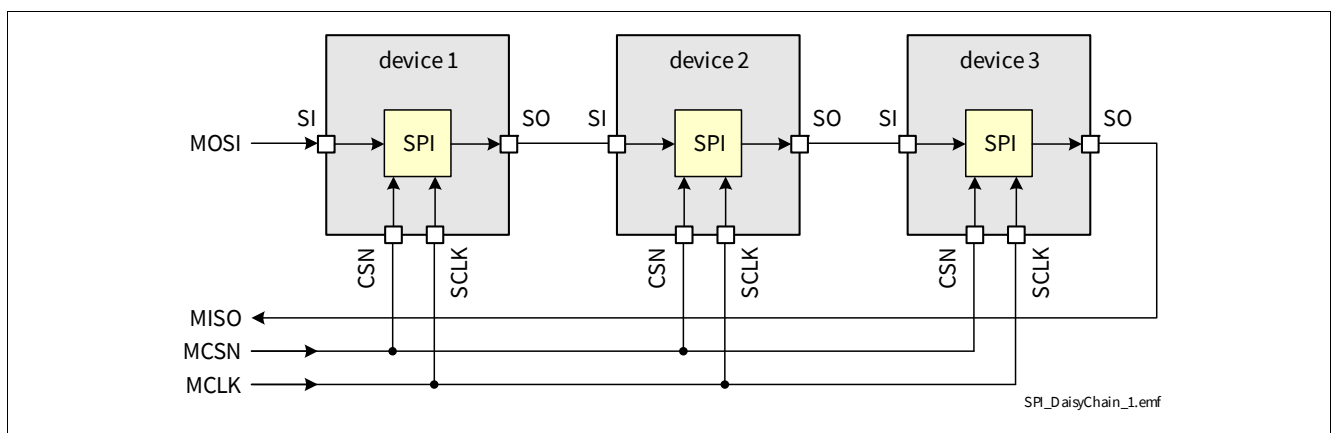 device 1
device 2
device 3
SI
SO
SI
SO
SI
SO
MOSI
SPI
SPI
SPI
CSN
SCLK
CSN
SCLK
CSN
SCLK
MISO
MCSN
MCLK
SPI_DaisyChain_1.emf